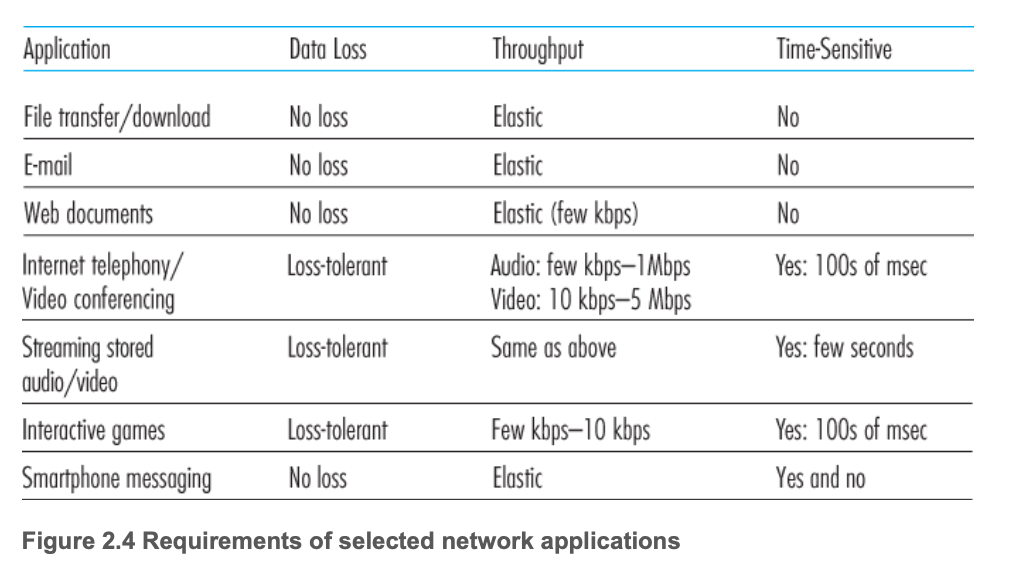 Application Data Loss Throughput Time-Sensitive
File transfer/download No loss Elastic No
E-mail No loss Elastic No
Web documents No loss Elastic (few kbps) No
Internet telephony/ Loss-tolerant Audio: few kbps–1Mbps Yes: 100s of msec
Video conferencing Video: 10 kbps–5 Mbps
Streaming stored Loss-tolerant Same as above Yes: few seconds
audio/video
Interactive games Loss-tolerant Few kbps–10 kbps Yes: 100s of msec
Smartphone messaging No loss Elastic Yes and no
Figure 2.4 Requirements of selected network applications